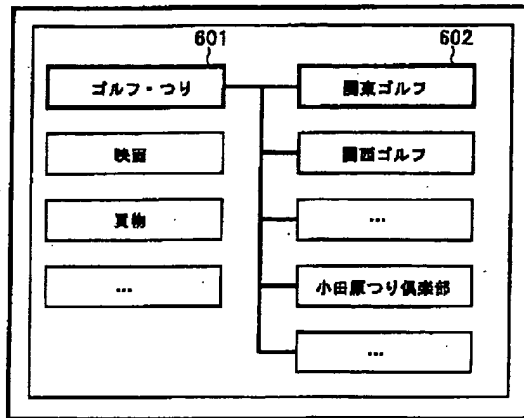 601
602
ゴルフ・つり
関東ゴルフ
映画
関西ゴルフ
買物
…
…
小田原つり倶楽部
…